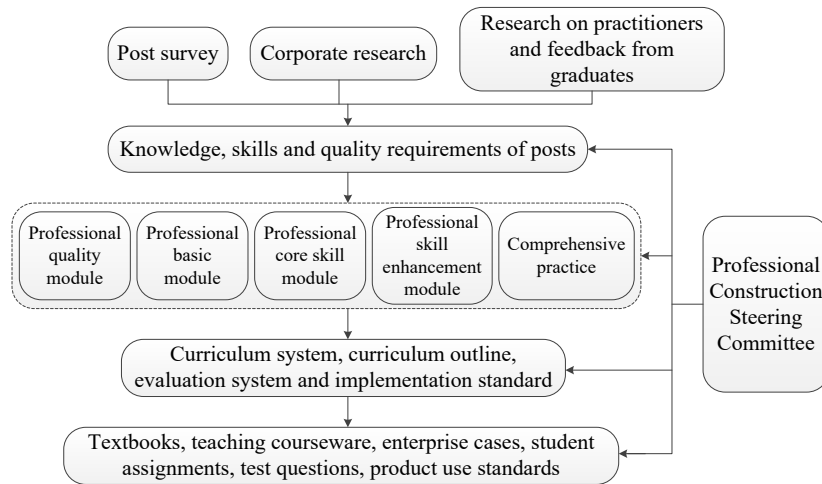 Post survey
Corporate research
Research on practitioners
and feedback from
graduates
Knowledge, skills and quality requirements of posts
Professional
quality
module
Professional
basic
module
Professional
core skill
module
Professional
skill
enhancement
module
Comprehensive
practice
Professional
Construction
Steering
Committee
Curriculum system, curriculum outline,
evaluation system and implementation standard
Textbooks, teaching courseware, enterprise cases, student
assignments, test questions, product use standards